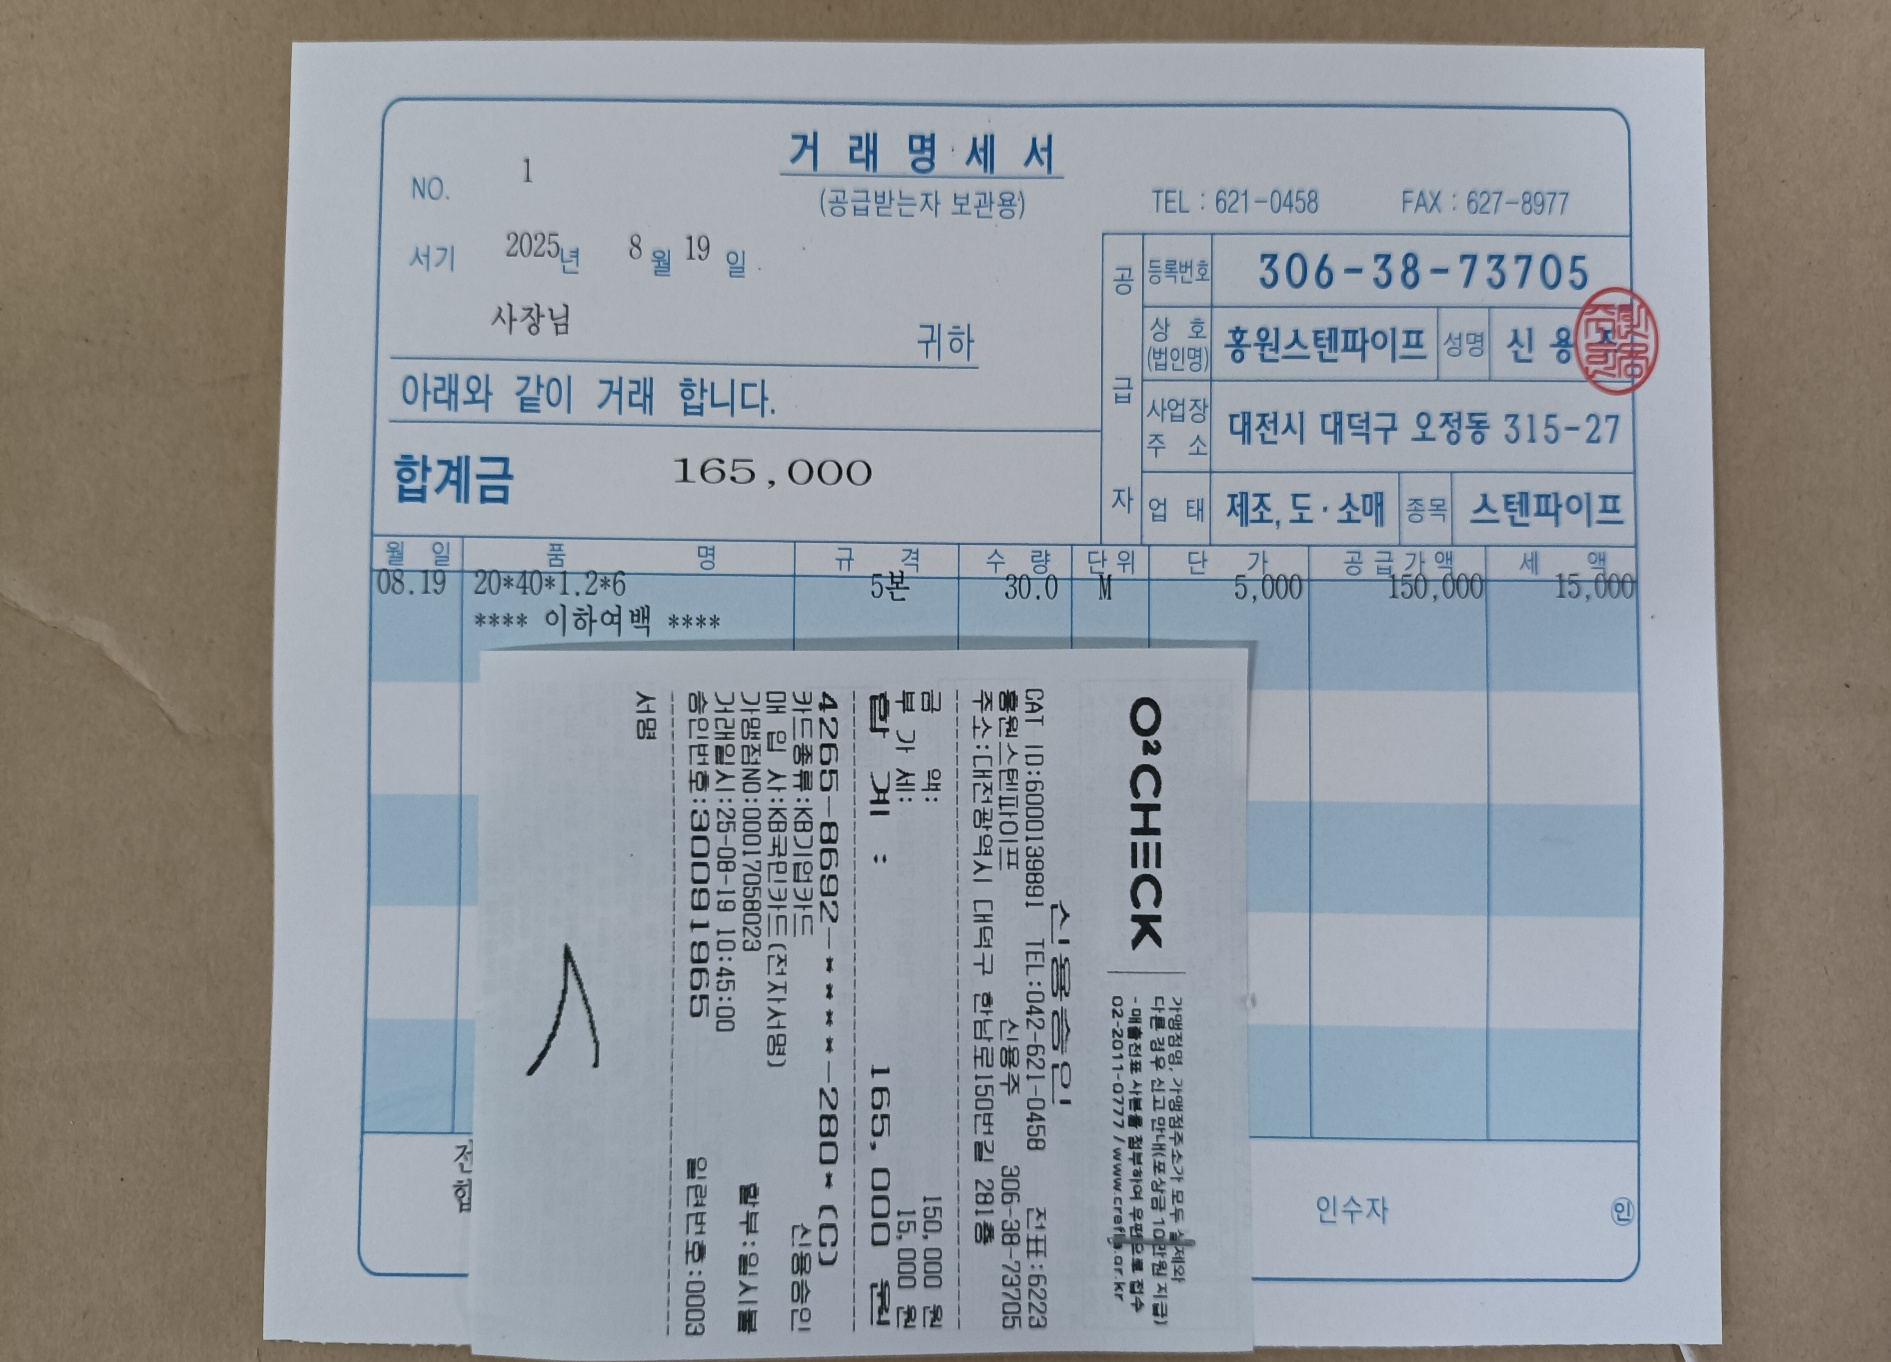 거래명세서
(공급받는자 보관용)
NO. 1
TEL : 621-0458 FAX : 627-8977
서기 2025년 8월 19일
사장님 귀하
아래와 같이 거래 합니다.
합계금 165,000
공급자
등록번호 306-38-73705
상호(법인명) 홍원스텐파이프 성명 신용
사업장주소 대전시 대덕구 오정동 315-27
업태 제조, 도·소매 종목 스텐파이프
월일 품명 규격 수량 단위 단가 공급가액 세액
08.19 20*40*1.2*6 5본 30.0 M 5,000 150,000 15,000
**** 이하여백 ****
인수자 ㊞
O²CHECK
가맹점명, 가맹점주소가 모두 실제와
다른 경우 신고 안내(포상금 10만원 지급)
- 매출전표 사본을 첨부하여 우편으로 접수
02-2011-0777 / www.crefia.or.kr
신용승인
CAT ID:6000139891 TEL:042-621-0458 전표:6223
홍원스텐파이프 신용주 306-38-73705
주소:대전광역시 대덕구 한남로150번길 281층
금 액: 150,000 원
부 가 세: 15,000 원
합 계 : 165,000 원
4265-8692-****-280* (C)
카드종류:KB기업카드 신용승인
매 입 사:KB국민카드(전자서명)
가맹점NO:00017058023 할부:일시불
거래일시:25-08-19 10:45:00
승인번호:30091965 일련번호:0003
서명